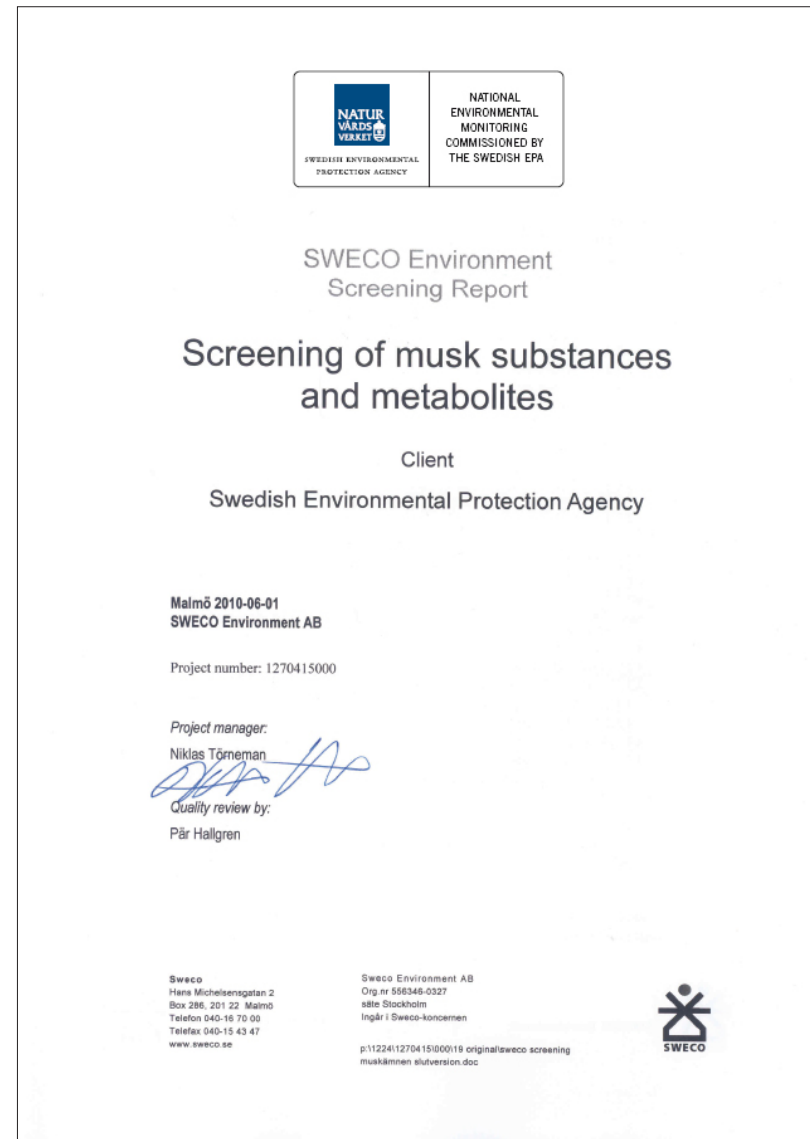 NATUR
VÅRDS
VERKET
SWEDISH ENVIRONMENTAL
PROTECTION AGENCY
NATIONAL
ENVIRONMENTAL
MONITORING
COMMISSIONED BY
THE SWEDISH EPA
SWECO Environment
Screening Report
Screening of musk substances
and metabolites
Client
Swedish Environmental Protection Agency
Malmö 2010-06-01
SWECO Environment AB
Project number: 1270415000
Project manager:
Niklas Törneman
Quality review by:
Pär Hallgren
Sweco
Hans Michelsensgatan 2
Box 286, 201 22 Malmö
Telefon 040-16 70 00
Telefax 040-15 43 47
www.sweco.se
Sweco Environment AB
Org.nr 556346-0327
säte Stockholm
Ingår i Sweco-koncernen
p:\1224\1270415\000\19 original\sweco screening
muskämnen slutversion.doc
SWECO